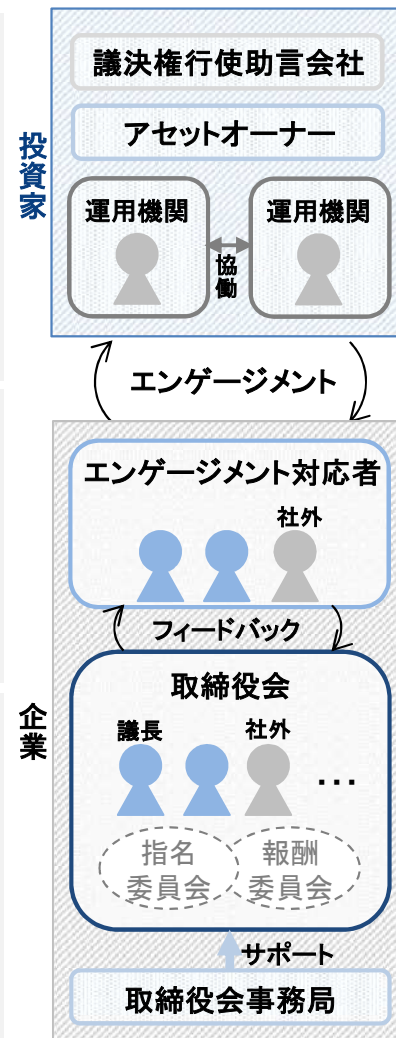 投資家
議決権行使助言会社
アセットオーナー
運用機関
運用機関
協働
エンゲージメント
企業
エンゲージメント対応者
社外
フィードバック
取締役会
議長
社外
...
指名
委員会
報酬
委員会
サポート
取締役会事務局